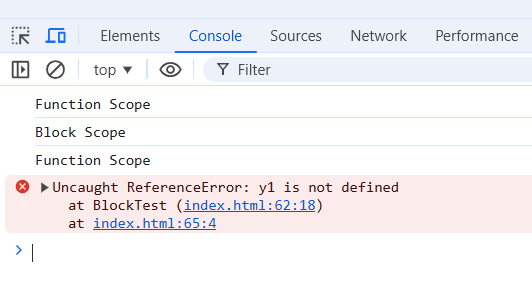 Elements Console Sources Network Performance
top Filter
Function Scope
Block Scope
Function Scope
Uncaught ReferenceError: y1 is not defined
at BlockTest (index.html:62:18)
at index.html:65:4